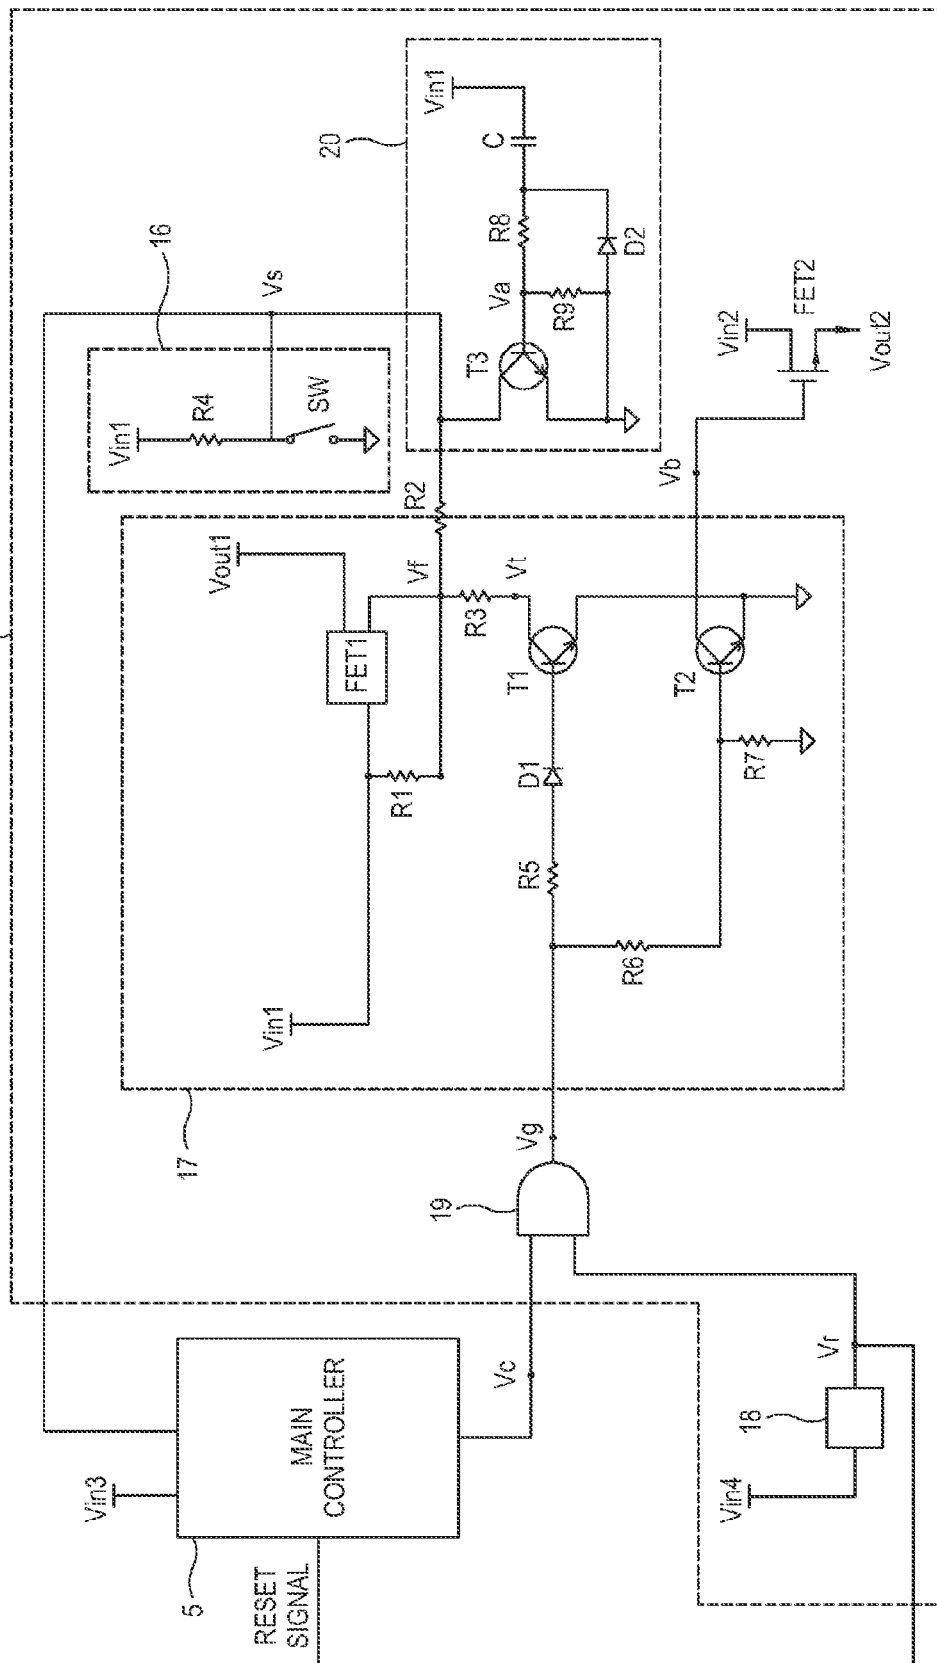 20
Vin1
C
R8
D2
Va
R9
T3
16
Vs
Vin1
R4
SW
R2
Vin2
FET2
Vout2
Vb
Vout1
Vf
FET1
R3
Vt
T1
T2
R1
D1
R7
R5
R6
Vin1
17
Vg
19
Vc
Vr
18
Vin4
MAIN
CONTROLLER
Vin3
5
RESET
SIGNAL